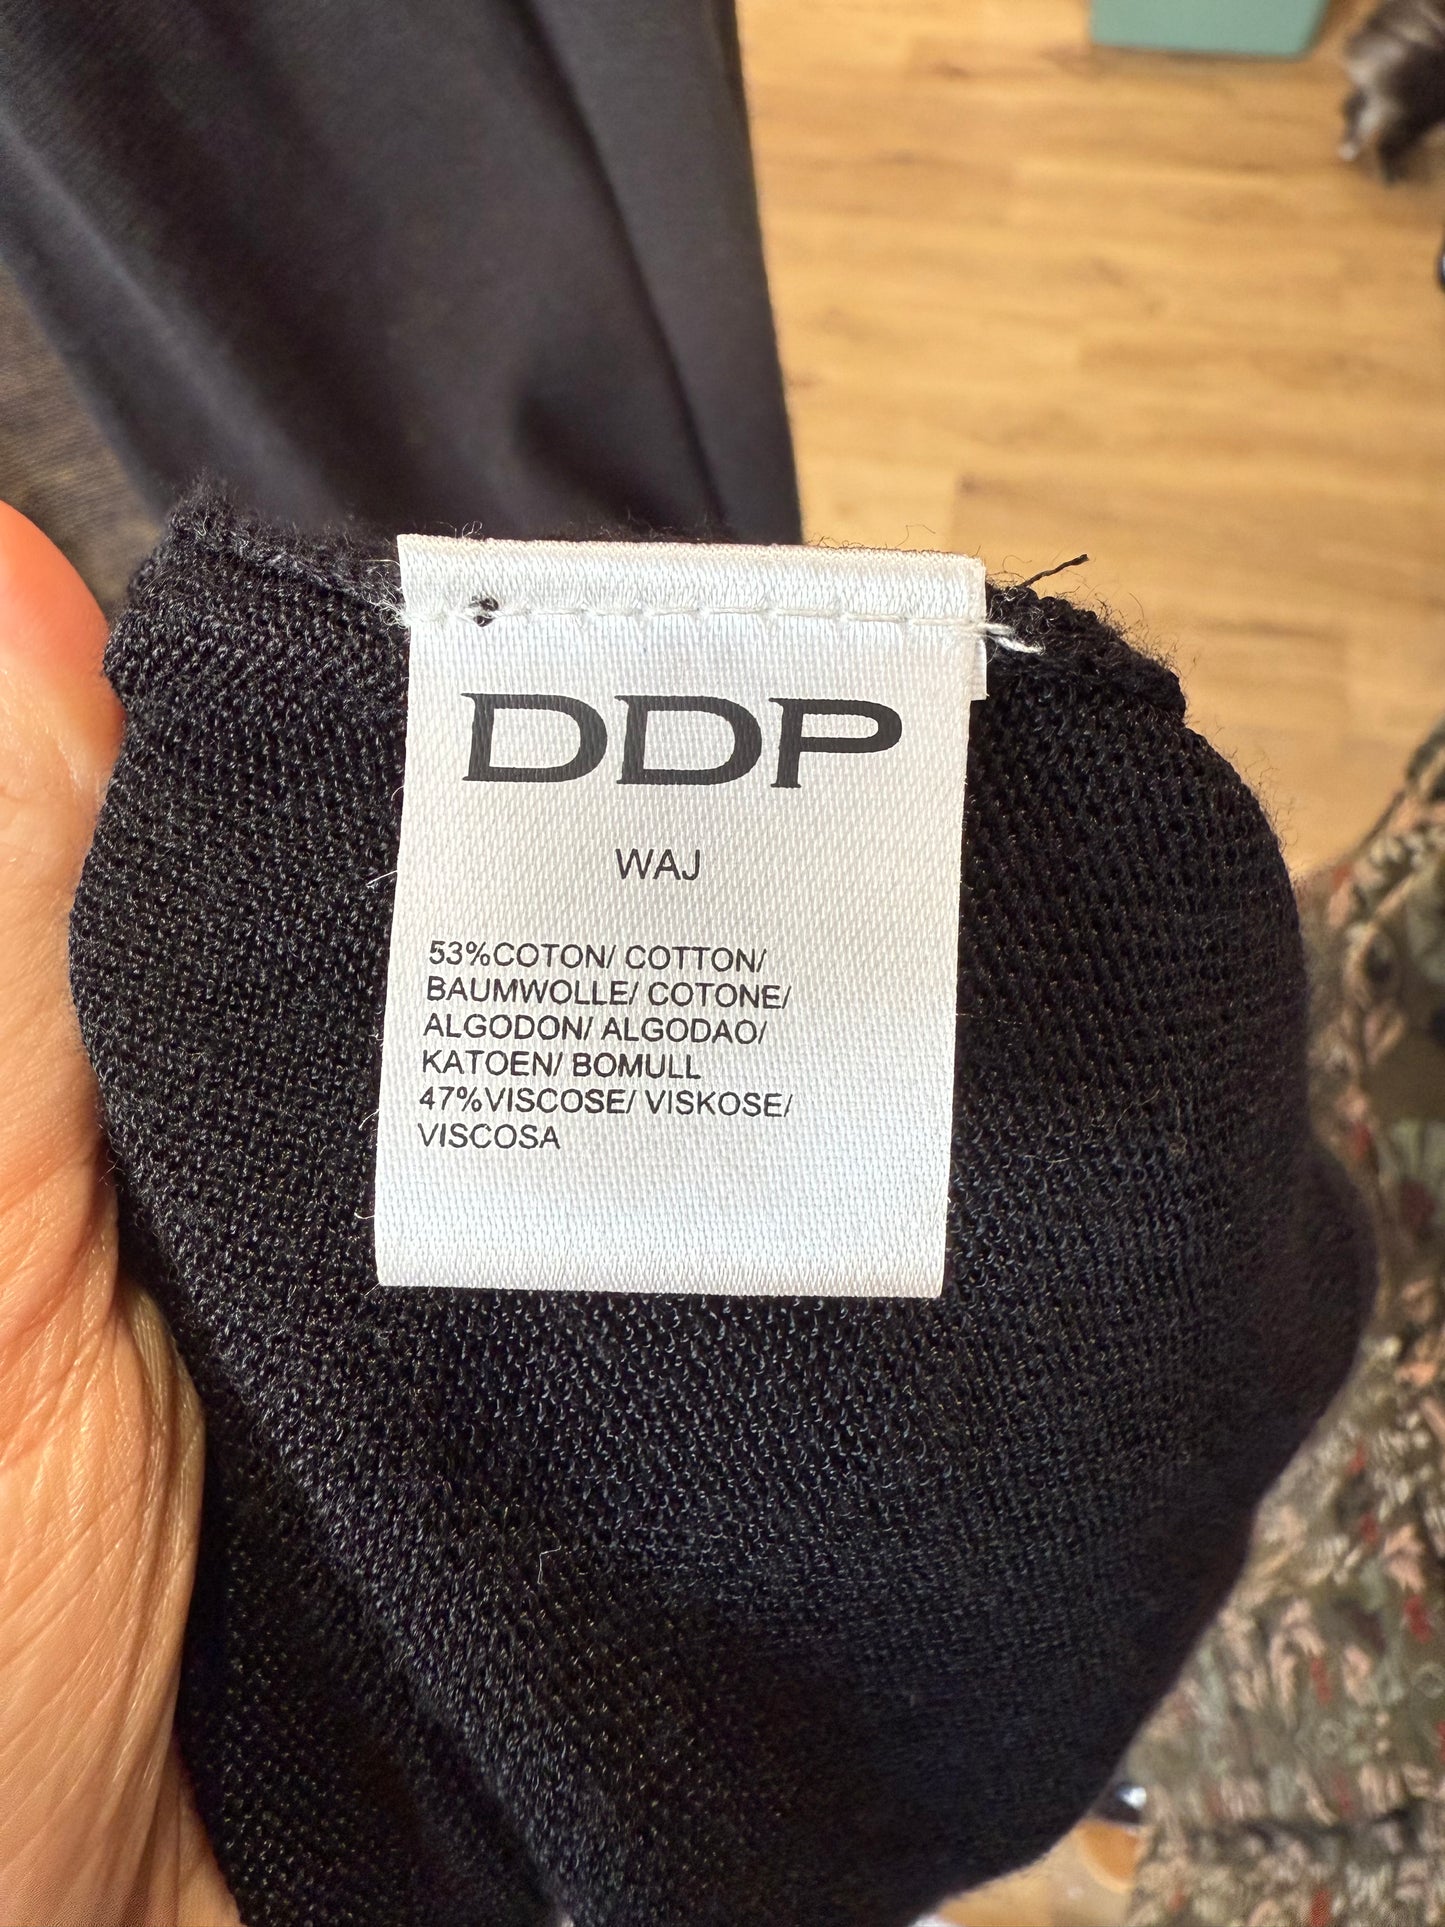 DDP
WAJ
53%COTON/ COTTON/
BAUMWOLLE/ COTONE/
ALGODON/ ALGODAO/
KATOEN/ BOMULL
47%VISCOSE/ VISKOSE/
VISCOSA